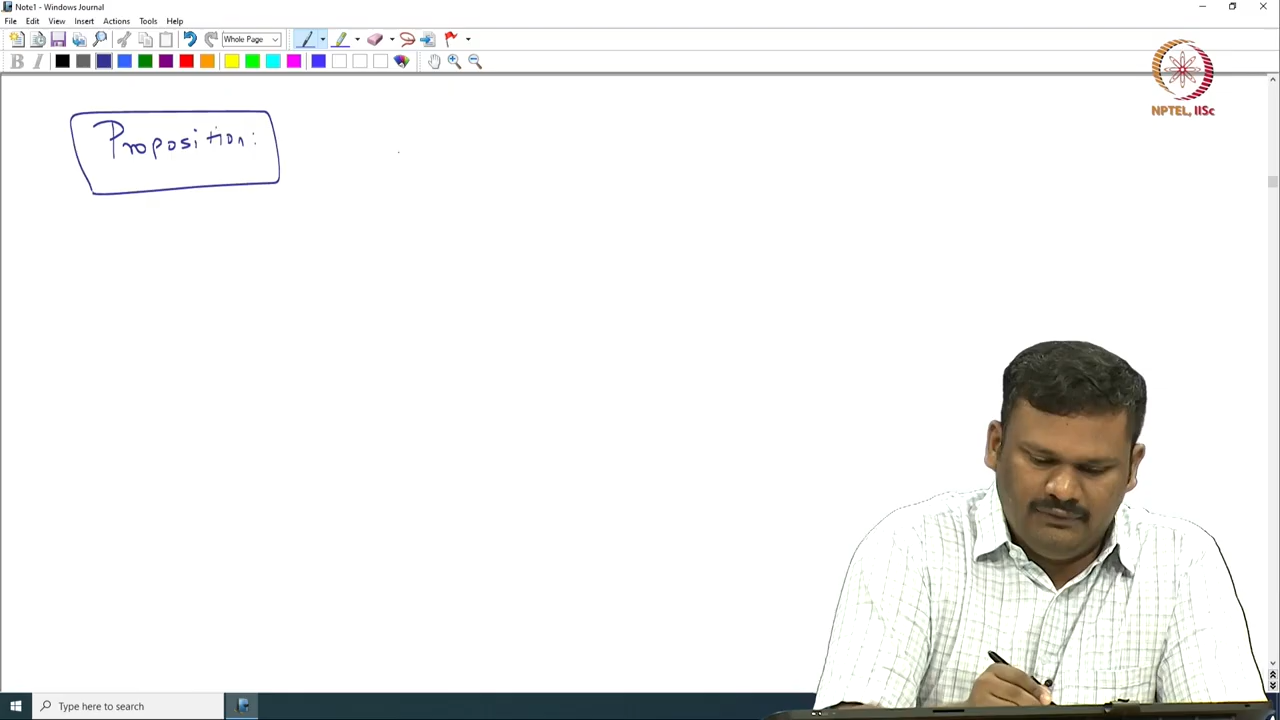 Note1 - Windows Journal
File Edit View Insert Actions Tools Help
Whole Page
B I
NPTEL, IISc
Proposition:
Type here to search